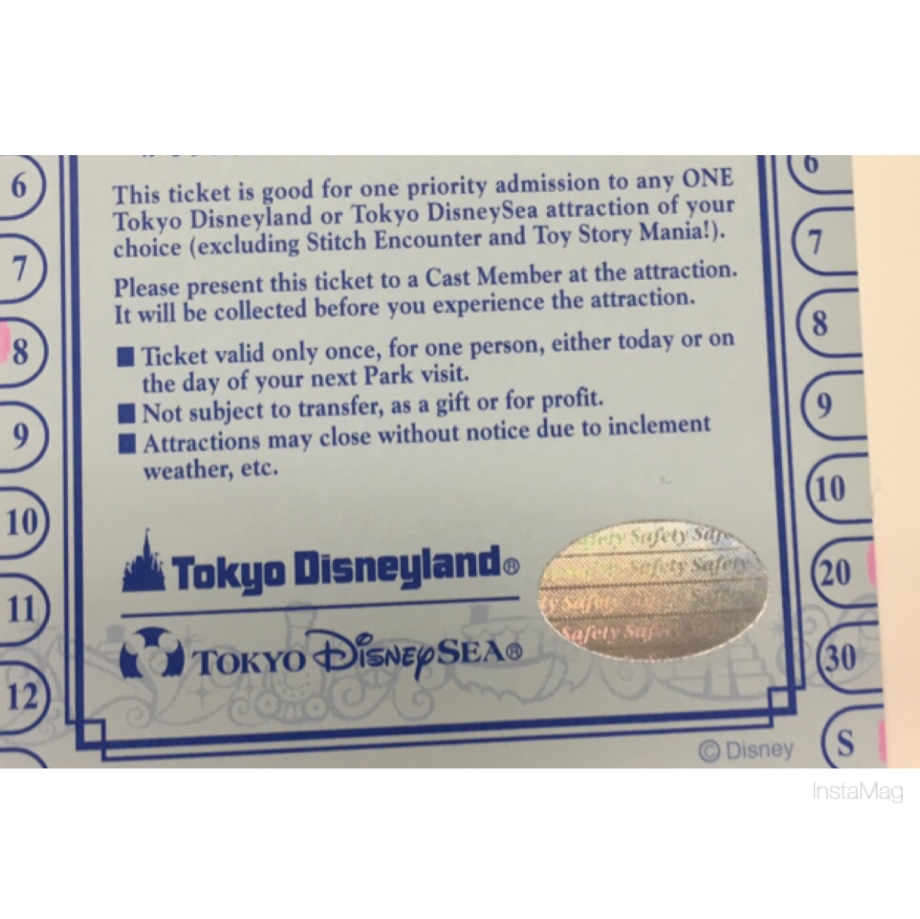 This ticket is good for one priority admission to any ONE
Tokyo Disneyland or Tokyo DisneySea attraction of your
choice (excluding Stitch Encounter and Toy Story Mania!).
Please present this ticket to a Cast Member at the attraction.
It will be collected before you experience the attraction.
■ Ticket valid only once, for one person, either today or on
the day of your next Park visit.
■ Not subject to transfer, as a gift or for profit.
■ Attractions may close without notice due to inclement
weather, etc.
Tokyo Disneyland®
TOKYO DISNEYSEA®
Safety Safe
Safety Safety
Safety
Safety
© Disney
6
7
8
9
10
11
12
6
7
8
9
10
20
30
S
InstaMag